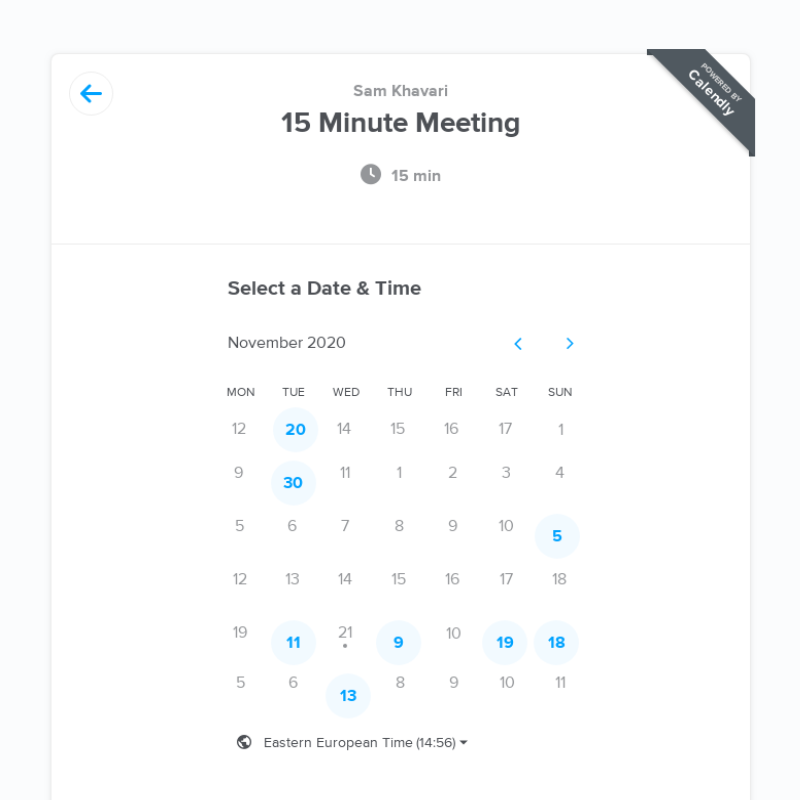 POWERED BY
Calendly
Sam Khavari
15 Minute Meeting
15 min
Select a Date & Time
November 2020
MON TUE WED THU FRI SAT SUN
12 20 14 15 16 17 1
9 30 11 1 2 3 4
5 6 7 8 9 10 5
12 13 14 15 16 17 18
19 11 21 9 10 19 18
5 6 13 8 9 10 11
Eastern European Time (14:56)